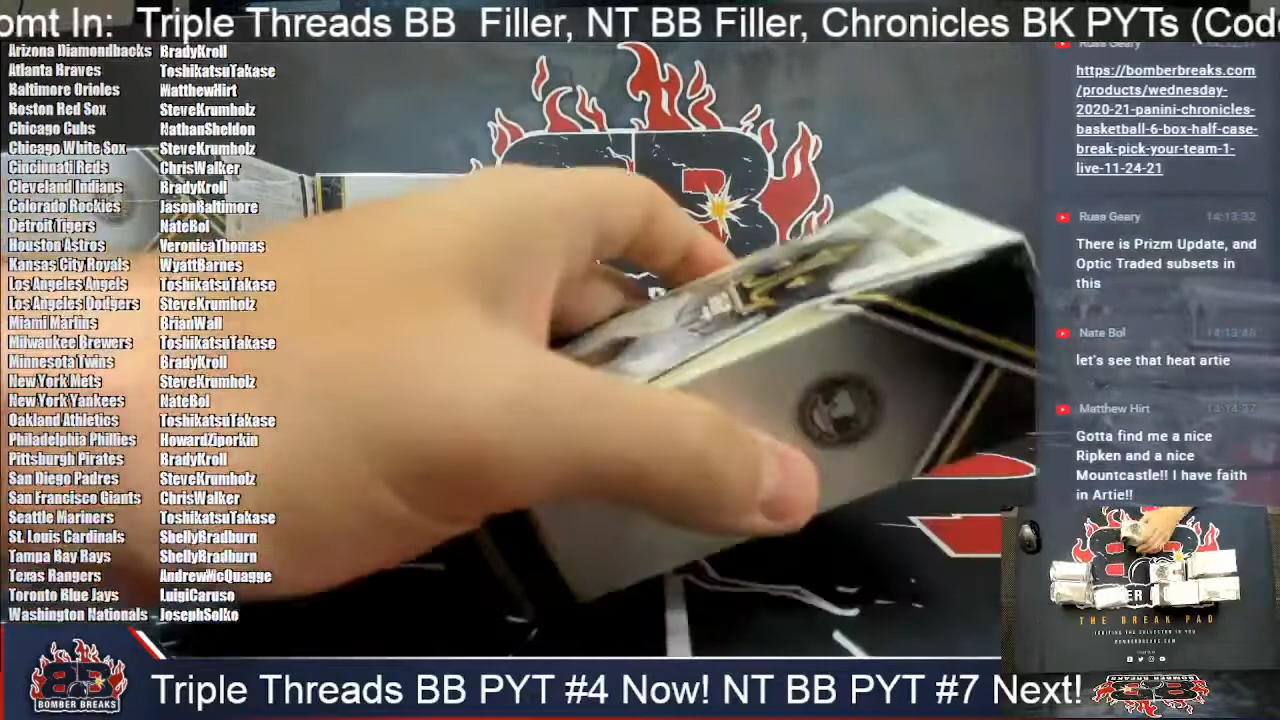 omt In: Triple Threads BB Filler, NT BB Filler, Chronicles BK PYTs (Cod
Arizona Diamondbacks BradyKroll
Atlanta Braves ToshikatsuTakase
Baltimore Orioles MatthewHirt
Boston Red Sox SteveKrumholz
Chicago Cubs NathanSheldon
Chicago White Sox SteveKrumholz
Cincinnati Reds ChrisWalker
Cleveland Indians BradyKroll
Colorado Rockies JasonBaltimore
Detroit Tigers NateBol
Houston Astros VeronicaThomas
Kansas City Royals WyattBarnes
Los Angeles Angels ToshikatsuTakase
Los Angeles Dodgers SteveKrumholz
Miami Marlins BrianWall
Milwaukee Brewers ToshikatsuTakase
Minnesota Twins BradyKroll
New York Mets SteveKrumholz
New York Yankees NateBol
Oakland Athletics ToshikatsuTakase
Philadelphia Phillies HowardZiporkin
Pittsburgh Pirates BradyKroll
San Diego Padres SteveKrumholz
San Francisco Giants ChrisWalker
Seattle Mariners ToshikatsuTakase
St. Louis Cardinals ShellyBradburn
Tampa Bay Rays ShellyBradburn
Texas Rangers AndrewMcQuagge
Toronto Blue Jays LuigiCaruso
Washington Nationals - JosephSolko
Russ Geary
https://bomberbreaks.com
/products/wednesday-
2020-21-panini-chronicles-
basketball-6-box-half-case-
break-pick-your-team-1-
live-11-24-21
Russ Geary 14:13:32
There is Prizm Update, and
Optic Traded subsets in
this
Nate Bol 14:13:48
let's see that heat artie
Matthew Hirt 14:14:37
Gotta find me a nice
Ripken and a nice
Mountcastle!! I have faith
in Artie!!
THE BREAK PAD
BOMBER BREAKS
Triple Threads BB PYT #4 Now! NT BB PYT #7 Next!
BOMBER BREAKS